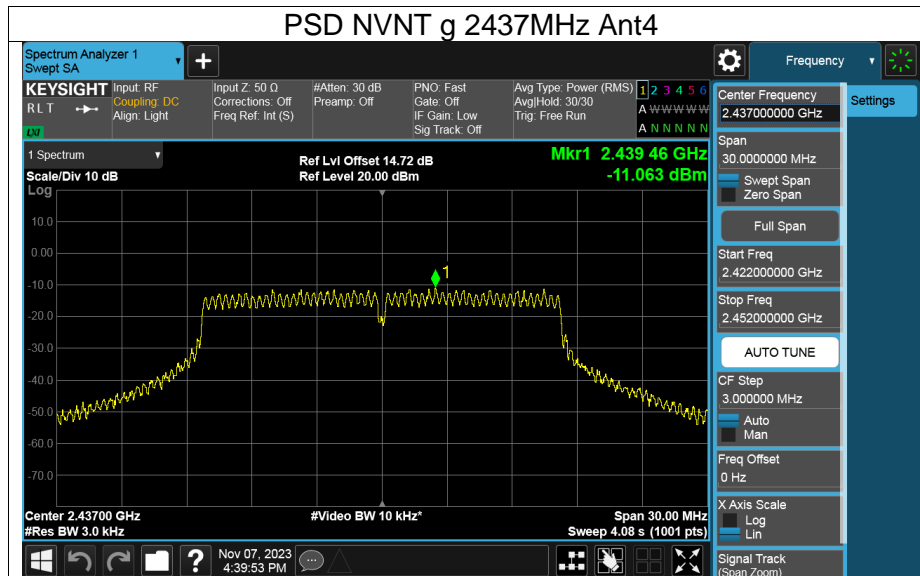 PSD NVNT g 2437MHz Ant4
Spectrum Analyzer 1
Swept SA
▼
+
Frequency
▼
KEYSIGHT
RLT
LXI
Input: RF
Coupling: DC
Align: Light
Input Z: 50 Ω
Corrections: Off
Freq Ref: Int (S)
#Atten: 30 dB
Preamp: Off
PNO: Fast
Gate: Off
IF Gain: Low
Sig Track: Off
Avg Type: Power (RMS)
Avg|Hold: 30/30
Trig: Free Run
1 2 3 4 5 6
A W W W W W
A N N N N N
Center Frequency
2.437000000 GHz
Settings
Span
30.0000000 MHz
Swept Span
Zero Span
Full Span
Start Freq
2.422000000 GHz
Stop Freq
2.452000000 GHz
AUTO TUNE
CF Step
3.000000 MHz
Auto
Man
Freq Offset
0 Hz
X Axis Scale
Log
Lin
Signal Track
(Span Zoom)
1 Spectrum
▼
Scale/Div 10 dB
Log
Ref Lvl Offset 14.72 dB
Ref Level 20.00 dBm
Mkr1 2.439 46 GHz
-11.063 dBm
10.0
0.00
-10.0
-20.0
-30.0
-40.0
-50.0
-60.0
-70.0
1
Center 2.43700 GHz
#Res BW 3.0 kHz
#Video BW 10 kHz*
Span 30.00 MHz
Sweep 4.08 s (1001 pts)
?
Nov 07, 2023
4:39:53 PM